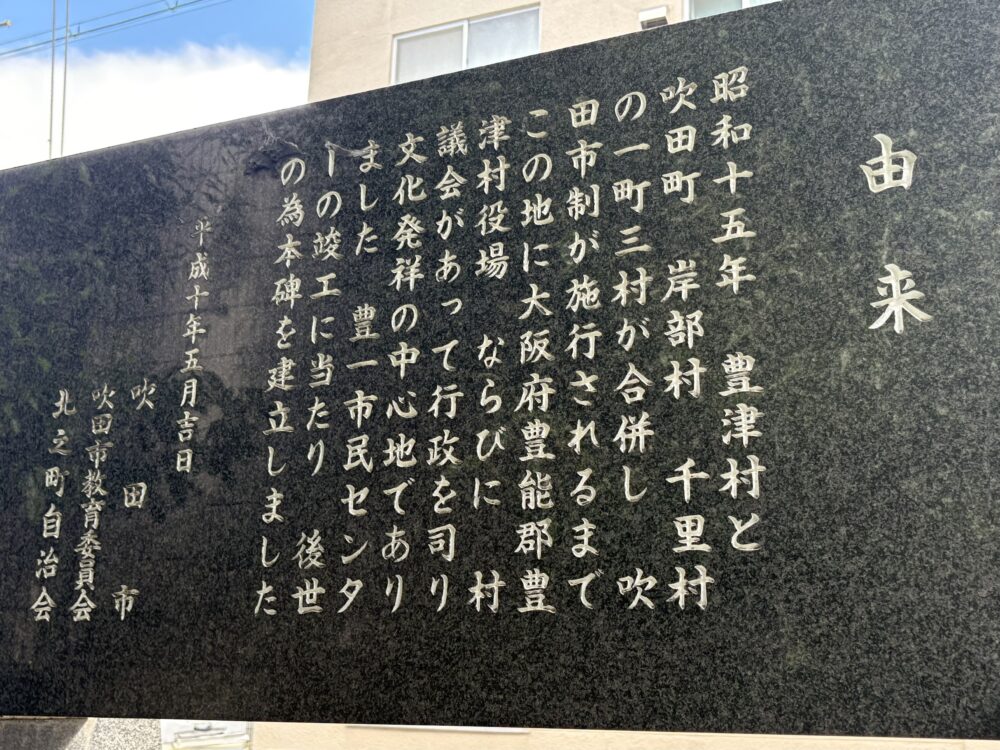 由来
昭和十五年　豊津村と
吹田町　岸部村　千里村
の一町三村が合併し　吹
田市制が施行されるまで
この地に大阪府豊能郡豊
津村役場　ならびに　村
議会があって行政を司り
文化発祥の中心地であり
ました　豊一市民センタ
ーの竣工に当たり　後世
の為本碑を建立しました
平成十年五月吉日
吹田市
吹田市教育委員会
北之町自治会